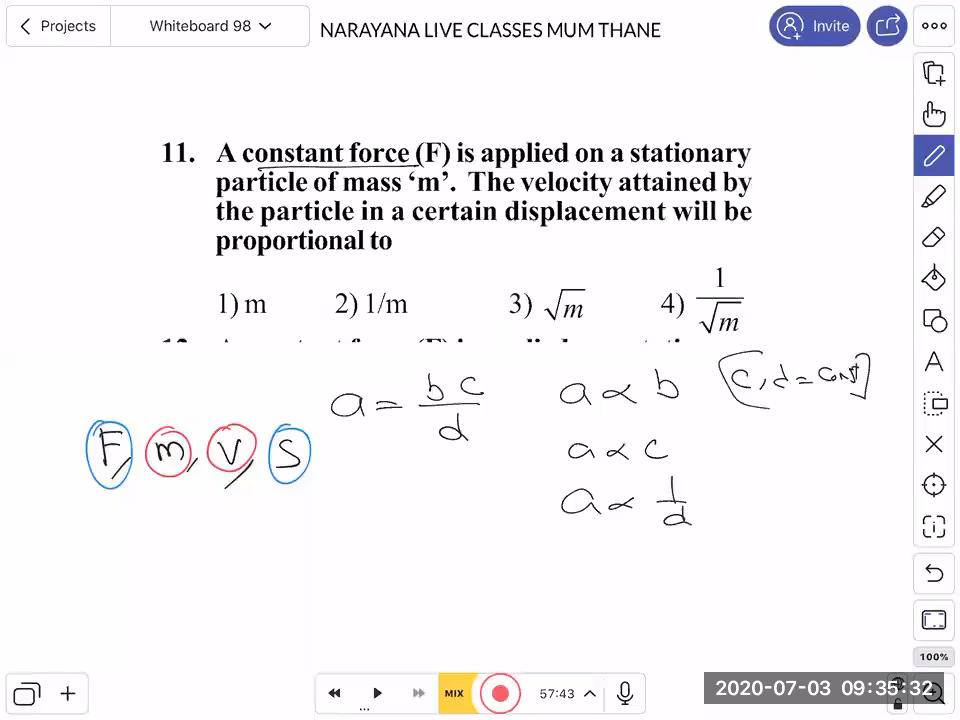 Projects
Whiteboard 98
NARAYANA LIVE CLASSES MUM THANE
Invite
11. A constant force (F) is applied on a stationary
particle of mass ‘m’. The velocity attained by
the particle in a certain displacement will be
proportional to
1) m 2) 1/m 3) √m 4) 1/√m
a = bc/d
a ∝ b [c, d = const]
F, m, V, S
a ∝ c
a ∝ 1/d
A
100%
MIX
57:43
2020-07-03 09:35:32